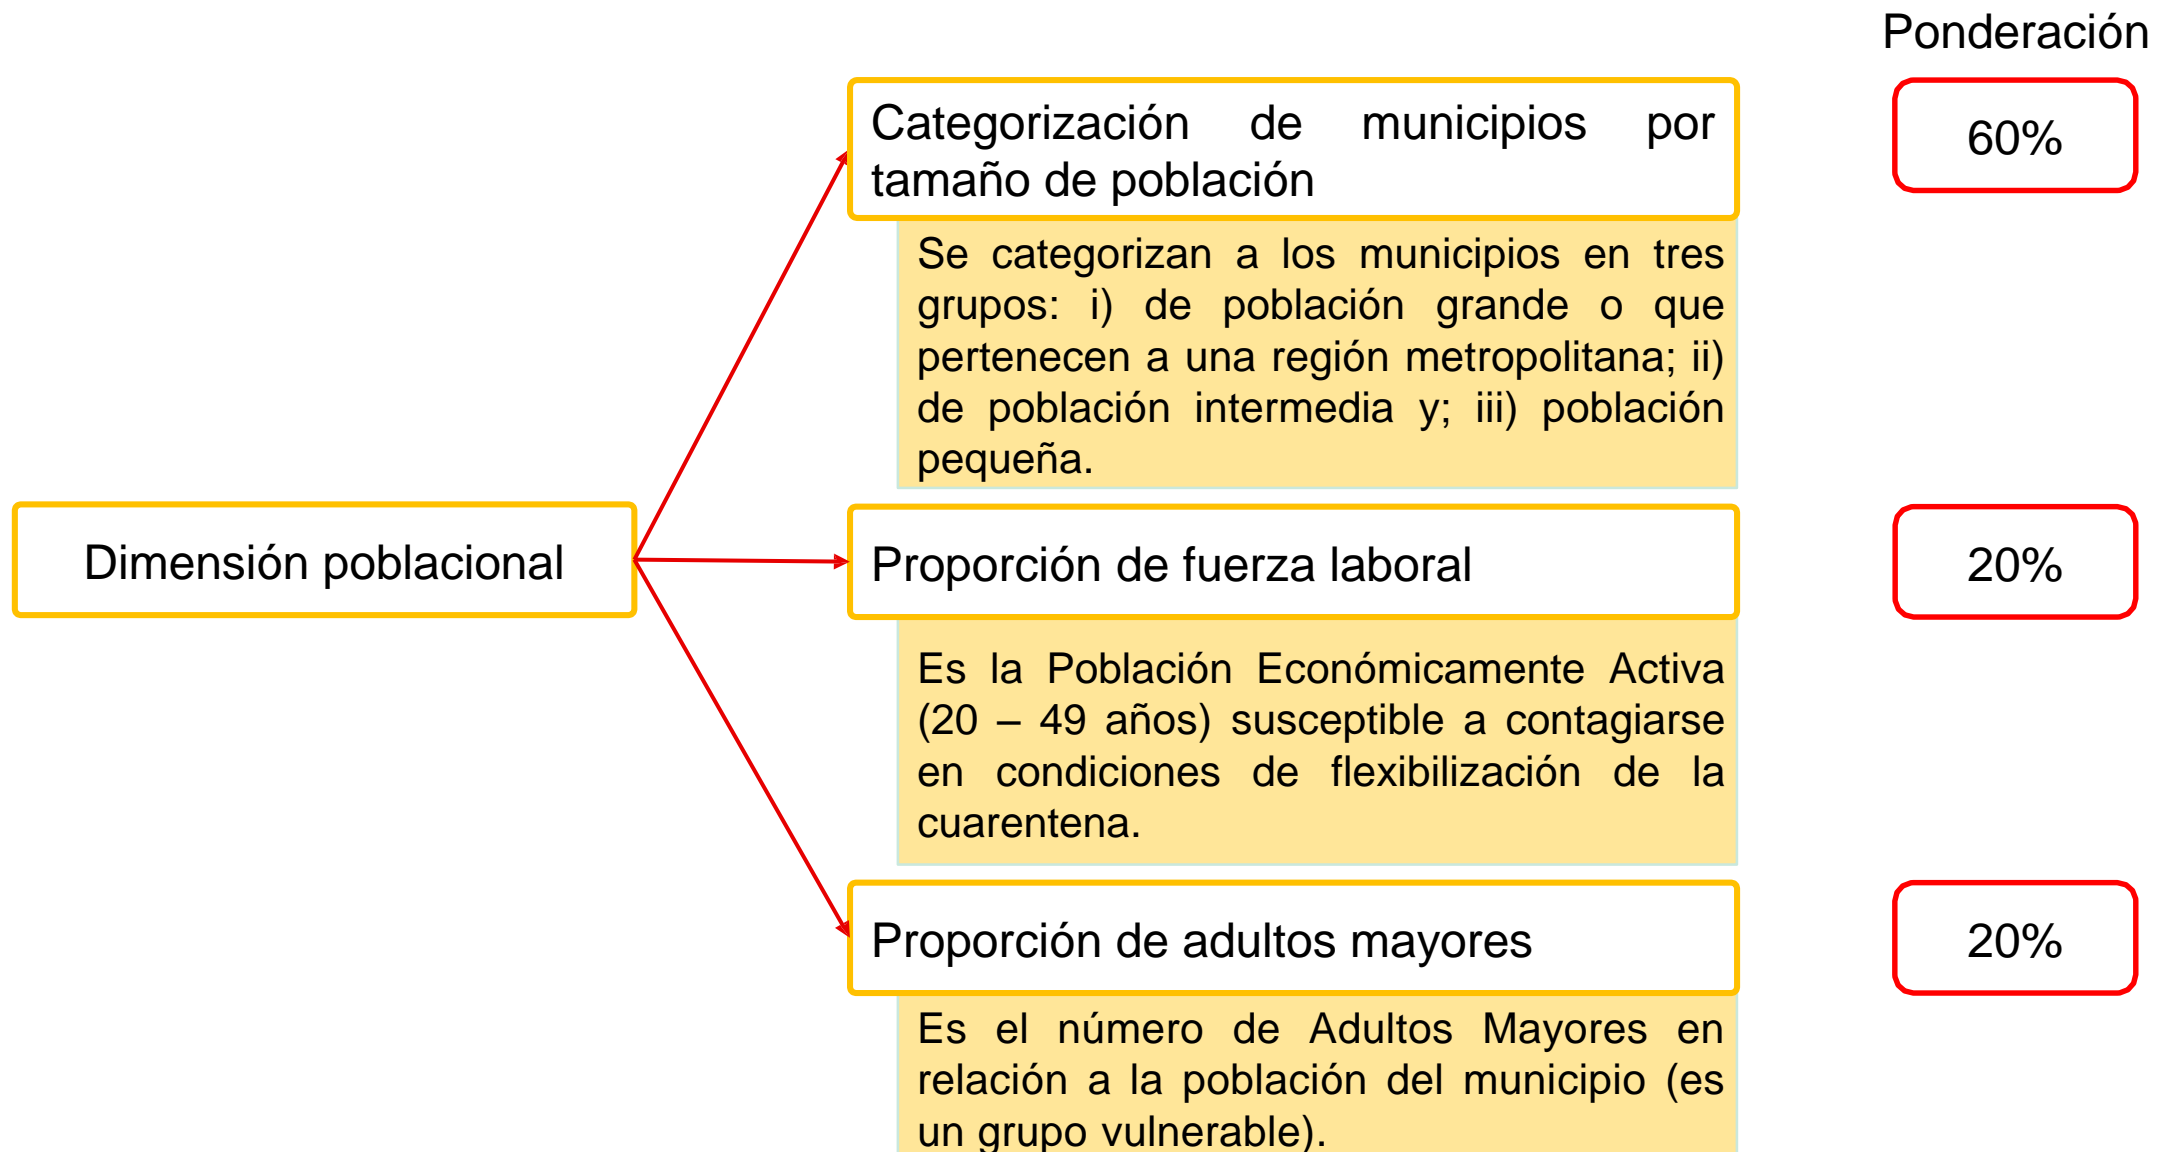 Ponderación
Categorización de municipios por
tamaño de población
60%
Se categorizan a los municipios en tres
grupos: i) de población grande o que
pertenecen a una región metropolitana; ii)
de población intermedia y; iii) población
pequeña.
Dimensión poblacional
Proporción de fuerza laboral
20%
Es la Población Económicamente Activa
(20 – 49 años) susceptible a contagiarse
en condiciones de flexibilización de la
cuarentena.
Proporción de adultos mayores
20%
Es el número de Adultos Mayores en
relación a la población del municipio (es
un grupo vulnerable).